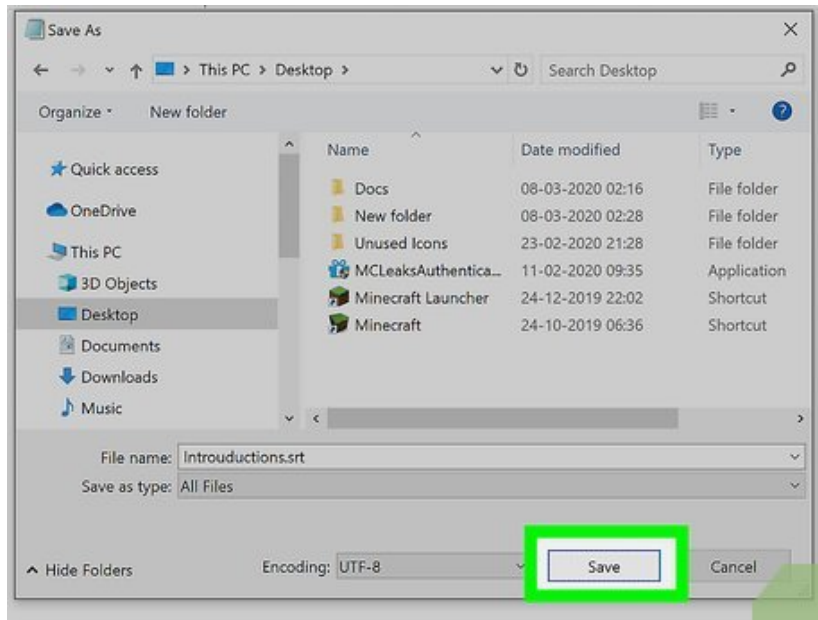 Save As
This PC > Desktop >
Search Desktop
Organize
New folder
?
Name
Date modified
Type
Quick access
OneDrive
This PC
3D Objects
Desktop
Documents
Downloads
Music
Docs 08-03-2020 02:16 File folder
New folder 08-03-2020 02:28 File folder
Unused Icons 23-02-2020 21:28 File folder
MCLeaksAuthentica... 11-02-2020 09:35 Application
Minecraft Launcher 24-12-2019 22:02 Shortcut
Minecraft 24-10-2019 06:36 Shortcut
File name: Introuductions.srt
Save as type: All Files
Hide Folders
Encoding: UTF-8
Save
Cancel